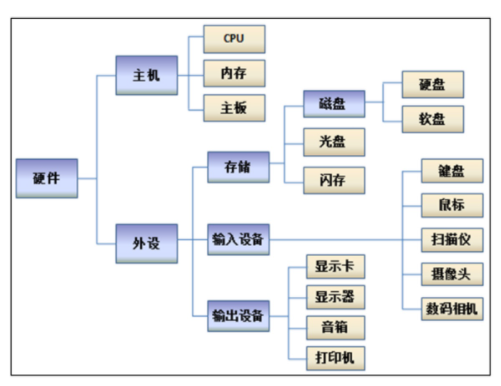 硬件
主机
CPU
内存
主板
外设
存储
磁盘
硬盘
软盘
光盘
闪存
输入设备
键盘
鼠标
扫描仪
摄像头
数码相机
输出设备
显示卡
显示器
音箱
打印机